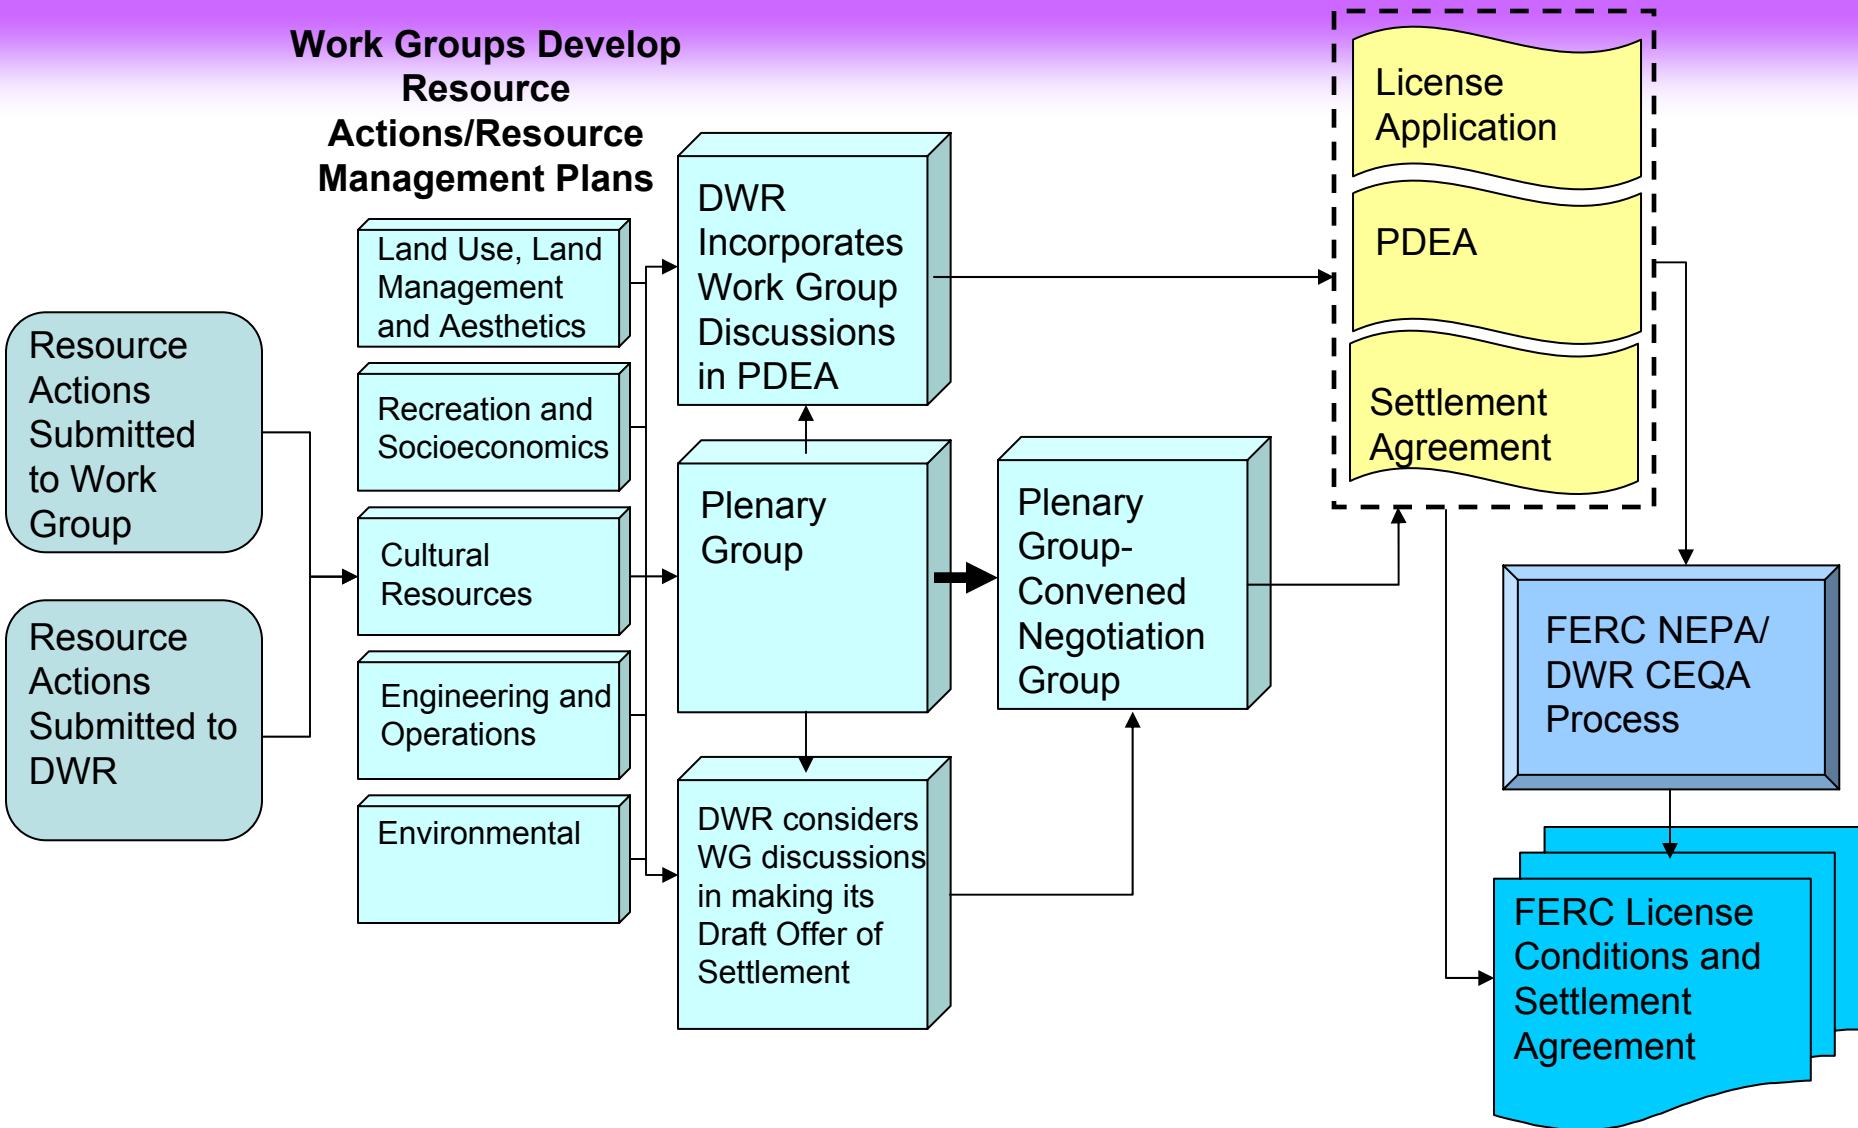 Work Groups Develop
Resource
Actions/Resource
Management Plans
Resource
Actions
Submitted
to Work
Group
Resource
Actions
Submitted to
DWR
Land Use, Land
Management
and Aesthetics
Recreation and
Socioeconomics
Cultural
Resources
Engineering and
Operations
Environmental
DWR
Incorporates
Work Group
Discussions
in PDEA
Plenary
Group
DWR considers
WG discussions
in making its
Draft Offer of
Settlement
Plenary
Group-
Convened
Negotiation
Group
License
Application
PDEA
Settlement
Agreement
FERC NEPA/
DWR CEQA
Process
FERC License
Conditions and
Settlement
Agreement